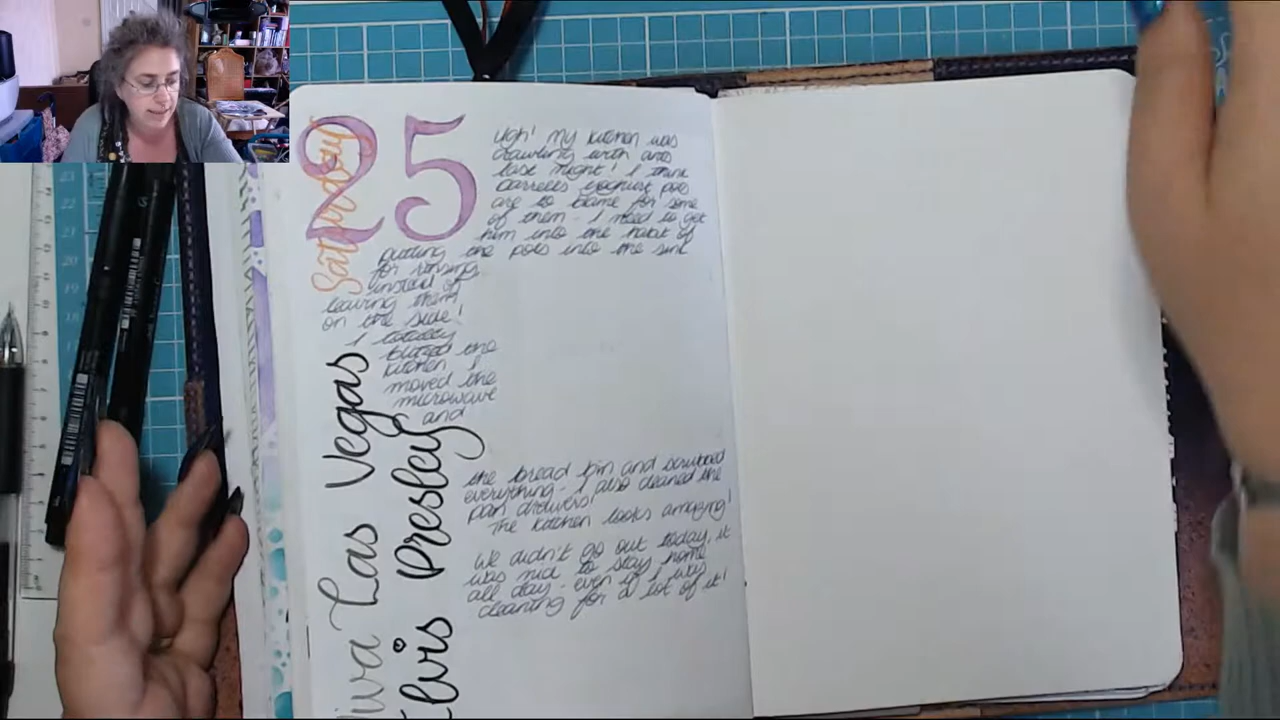 Saturday
25
Ugh! My kitchen was
crawling with ants
last night! I think
yoghurt pots
are to blame for some
of them - I need to get
him into the habit of
putting the pots into the sink
for rinsing
instead of
leaving them
on the side!
I totally
blitzed the
kitchen I
moved the
microwave
and
the bread bin and scrubbed
everything - I also cleaned the
pan drawers!
The kitchen looks amazing!
We didn't go out today, it
was nice to stay home
all day - even if I was
cleaning for a lot of it!
Viva Las Vegas
Elvis Presley